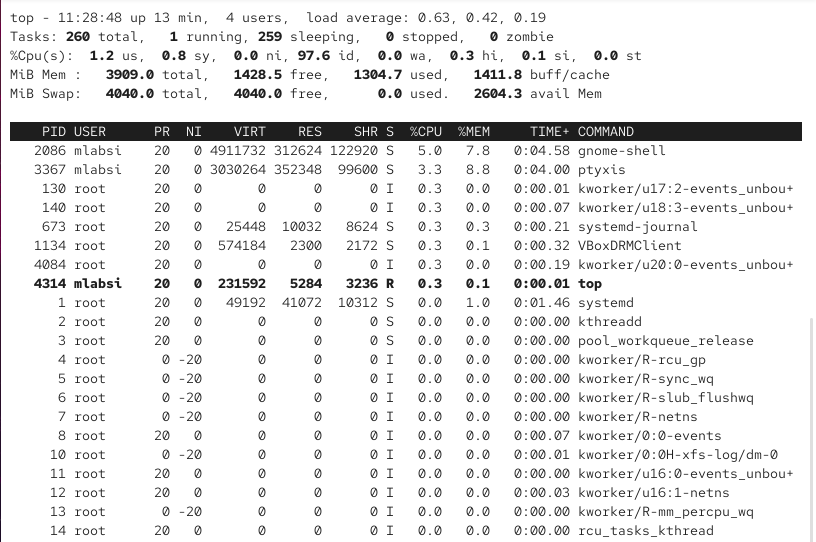 top - 11:28:48 up 13 min,  4 users,  load average: 0.63, 0.42, 0.19
Tasks: 260 total,   1 running, 259 sleeping,   0 stopped,   0 zombie
%Cpu(s):  1.2 us,  0.8 sy,  0.0 ni, 97.6 id,  0.0 wa,  0.3 hi,  0.1 si,  0.0 st
MiB Mem :   3909.0 total,   1428.5 free,   1304.7 used,   1411.8 buff/cache
MiB Swap:   4040.0 total,   4040.0 free,      0.0 used.   2604.3 avail Mem
PID USER      PR  NI    VIRT    RES    SHR S  %CPU  %MEM     TIME+ COMMAND
2086 mlabsi    20   0 4911732 312624 122920 S   5.0   7.8   0:04.58 gnome-shell
3367 mlabsi    20   0 3030264 352348  99600 S   3.3   8.8   0:04.00 ptyxis
130 root      20   0       0      0      0 I   0.3   0.0   0:00.01 kworker/u17:2-events_unbou+
140 root      20   0       0      0      0 I   0.3   0.0   0:00.07 kworker/u18:3-events_unbou+
673 root      20   0   25448  10032   8624 S   0.3   0.3   0:00.21 systemd-journal
1134 root      20   0  574184   2300   2172 S   0.3   0.1   0:00.32 VBoxDRMClient
4084 root      20   0       0      0      0 I   0.3   0.0   0:00.19 kworker/u20:0-events_unbou+
4314 mlabsi    20   0  231592   5284   3236 R   0.3   0.1   0:00.01 top
1 root      20   0   49192  41072  10312 S   0.0   1.0   0:01.46 systemd
2 root      20   0       0      0      0 S   0.0   0.0   0:00.00 kthreadd
3 root      20   0       0      0      0 S   0.0   0.0   0:00.00 pool_workqueue_release
4 root       0 -20       0      0      0 I   0.0   0.0   0:00.00 kworker/R-rcu_gp
5 root       0 -20       0      0      0 I   0.0   0.0   0:00.00 kworker/R-sync_wq
6 root       0 -20       0      0      0 I   0.0   0.0   0:00.00 kworker/R-slub_flushwq
7 root       0 -20       0      0      0 I   0.0   0.0   0:00.00 kworker/R-netns
8 root      20   0       0      0      0 I   0.0   0.0   0:00.07 kworker/0:0-events
10 root       0 -20       0      0      0 I   0.0   0.0   0:00.01 kworker/0:0H-xfs-log/dm-0
11 root      20   0       0      0      0 I   0.0   0.0   0:00.00 kworker/u16:0-events_unbou+
12 root      20   0       0      0      0 I   0.0   0.0   0:00.03 kworker/u16:1-netns
13 root       0 -20       0      0      0 I   0.0   0.0   0:00.00 kworker/R-mm_percpu_wq
14 root      20   0       0      0      0 I   0.0   0.0   0:00.00 rcu_tasks_kthread